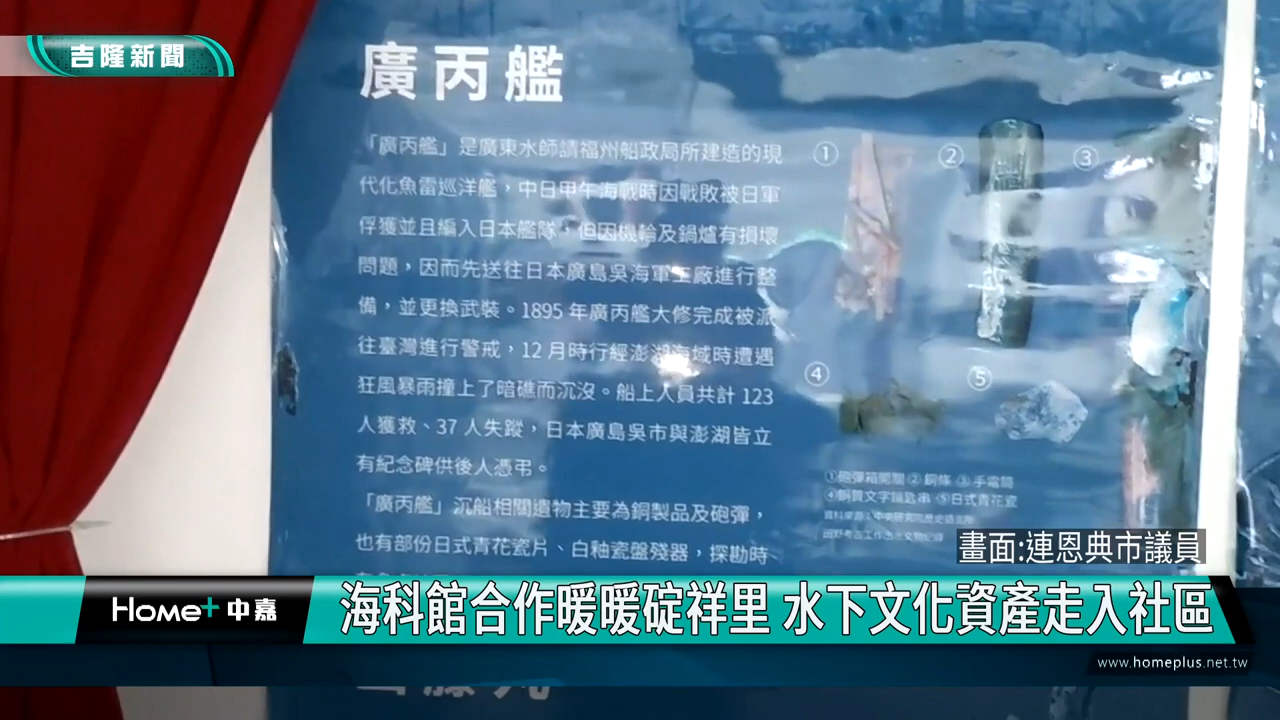 吉隆新聞
廣丙艦
「廣丙艦」是廣東水師請福州船政局所建造的現
代化魚雷巡洋艦，中日甲午海戰時因戰敗被日軍
俘獲並且編入日本艦隊，但因機輪及鍋爐有損壞
問題，因而先送往日本廣島吳海軍工廠進行整
備，並更換武裝。1895 年廣丙艦大修完成被派
往臺灣進行警戒，12 月時行經澎湖海域時遭遇
狂風暴雨撞上了暗礁而沉沒。船上人員共計 123
人獲救、37 人失蹤，日本廣島吳市與澎湖皆立
有紀念碑供後人憑弔。
「廣丙艦」沉船相關遺物主要為銅製品及砲彈，
也有部份日式青花瓷片、白釉瓷盤殘器，探勘時
① ② ③
④ ⑤
①砲彈箱開關 ② 銅條 ③ 手電筒
④銅質文字鑰匙串 ⑤日式青花瓷
畫面:連恩典市議員
Home+中嘉
海科館合作暖暖碇祥里 水下文化資產走入社區
www.homeplus.net.tw